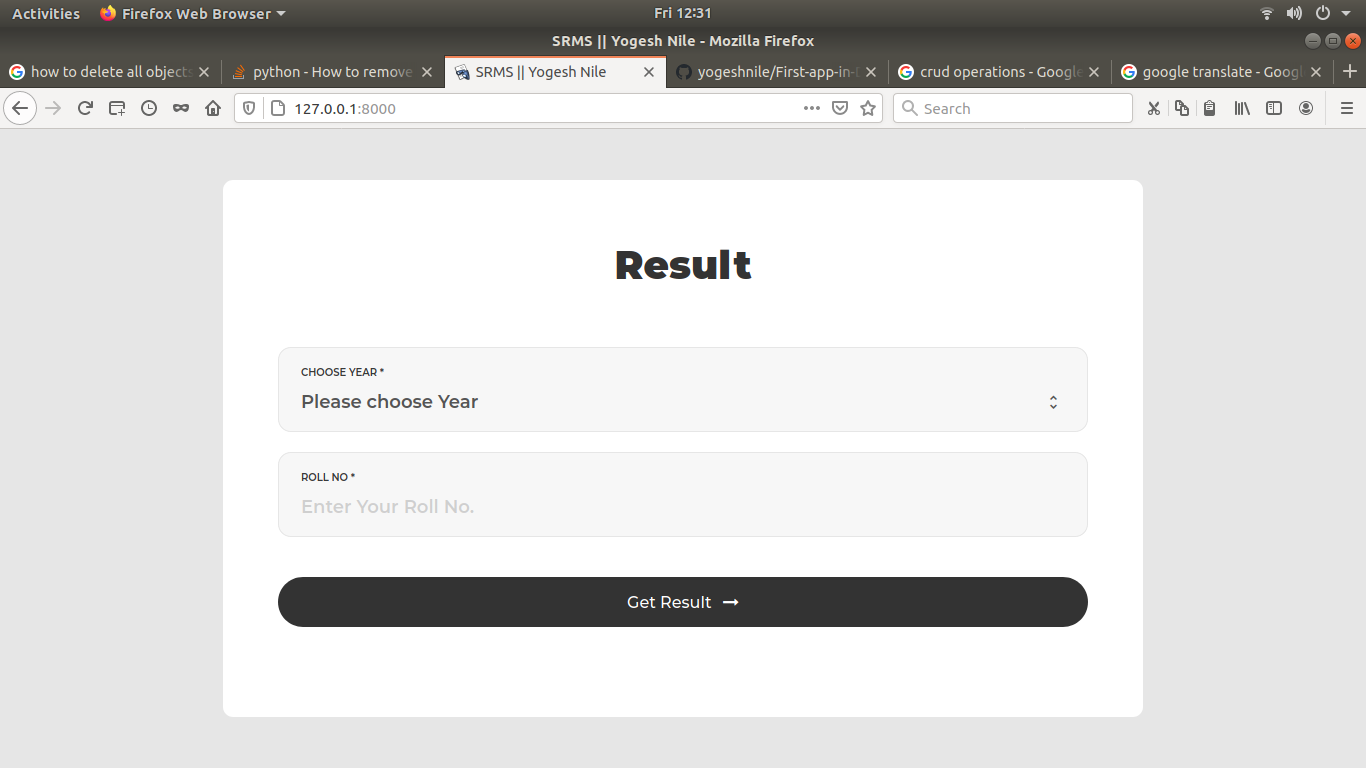 Activities Firefox Web Browser Fri 12:31
SRMS || Yogesh Nile - Mozilla Firefox
how to delete all objects python - How to remove SRMS || Yogesh Nile yogeshnile/First-app-in- crud operations - Google google translate - Goog
127.0.0.1:8000 Search
Result
CHOOSE YEAR *
Please choose Year
ROLL NO *
Enter Your Roll No.
Get Result